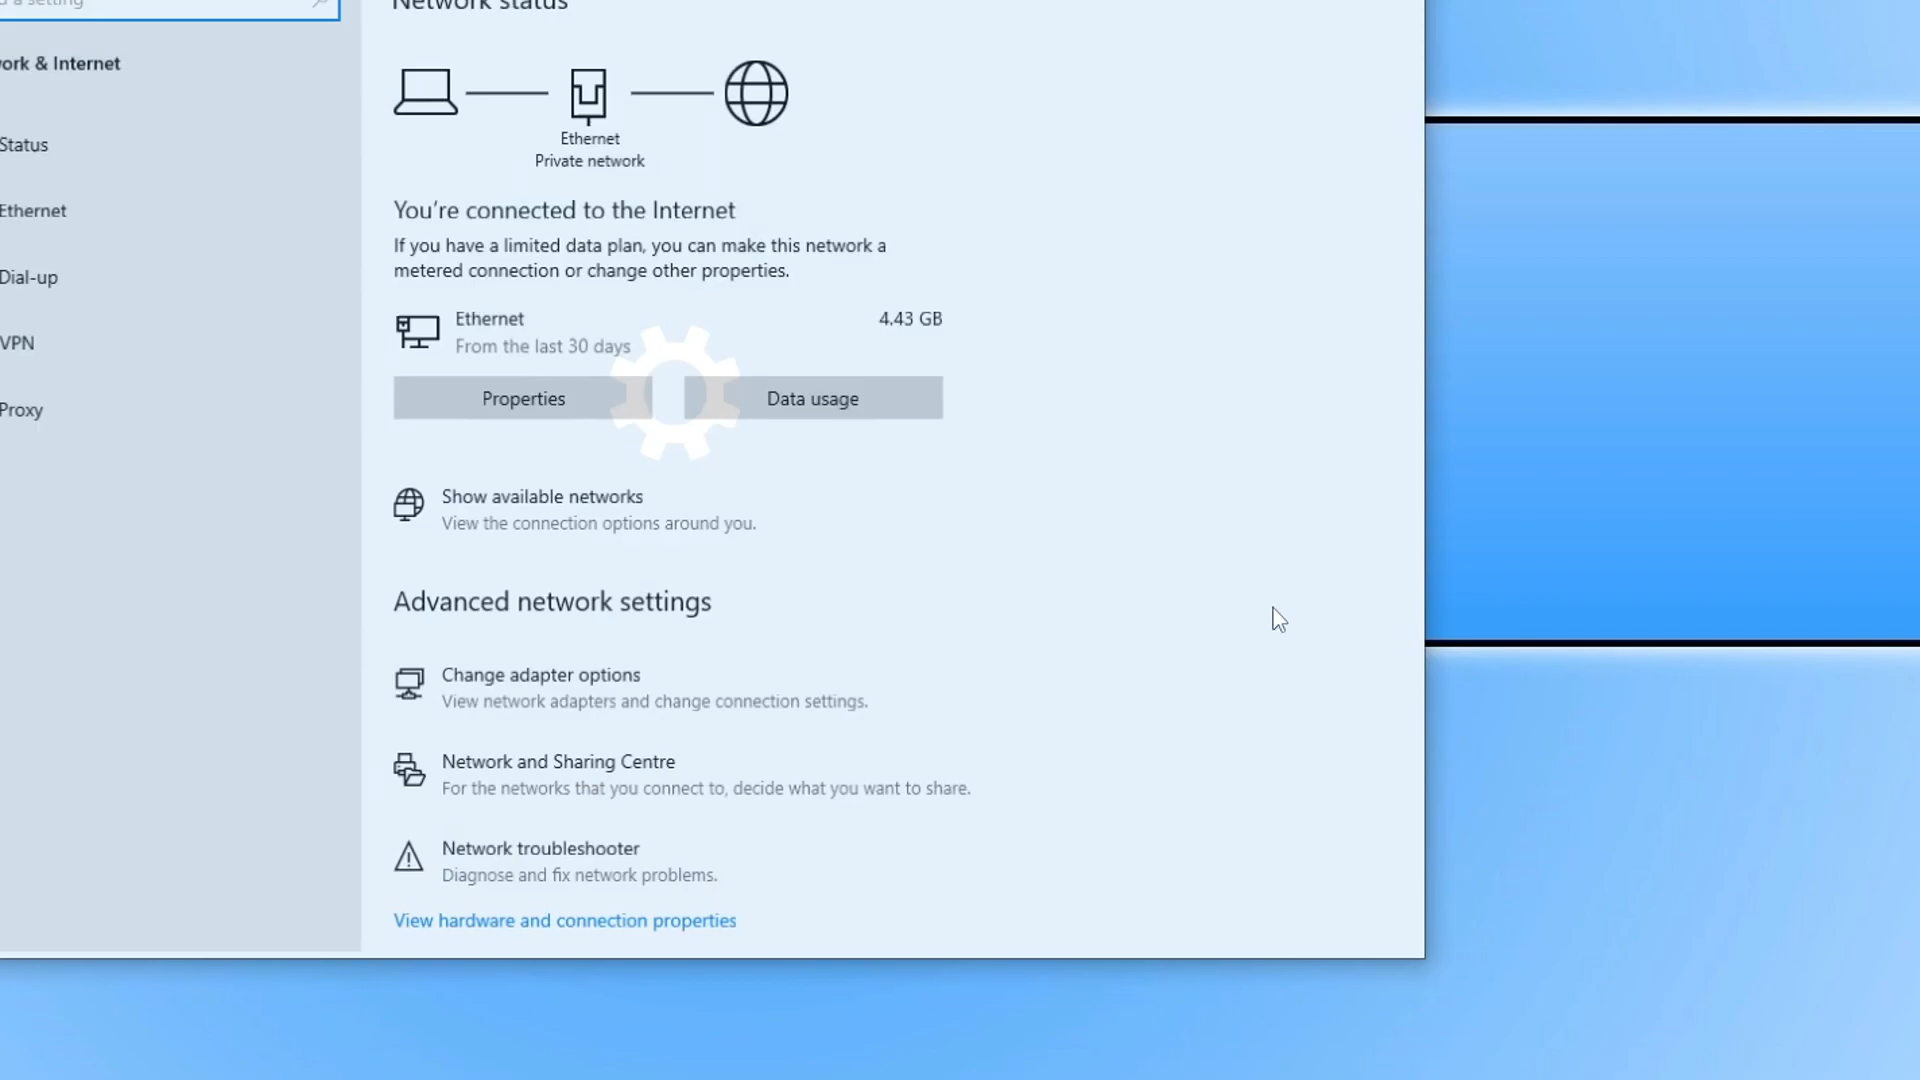 a setting
Network status
ork & Internet
Ethernet
Private network
Status
You're connected to the Internet
Ethernet
If you have a limited data plan, you can make this network a
metered connection or change other properties.
Dial-up
Ethernet
4.43 GB
From the last 30 days
VPN
Properties
Data usage
Proxy
Show available networks
View the connection options around you.
Advanced network settings
Change adapter options
View network adapters and change connection settings.
Network and Sharing Centre
For the networks that you connect to, decide what you want to share.
Network troubleshooter
Diagnose and fix network problems.
View hardware and connection properties